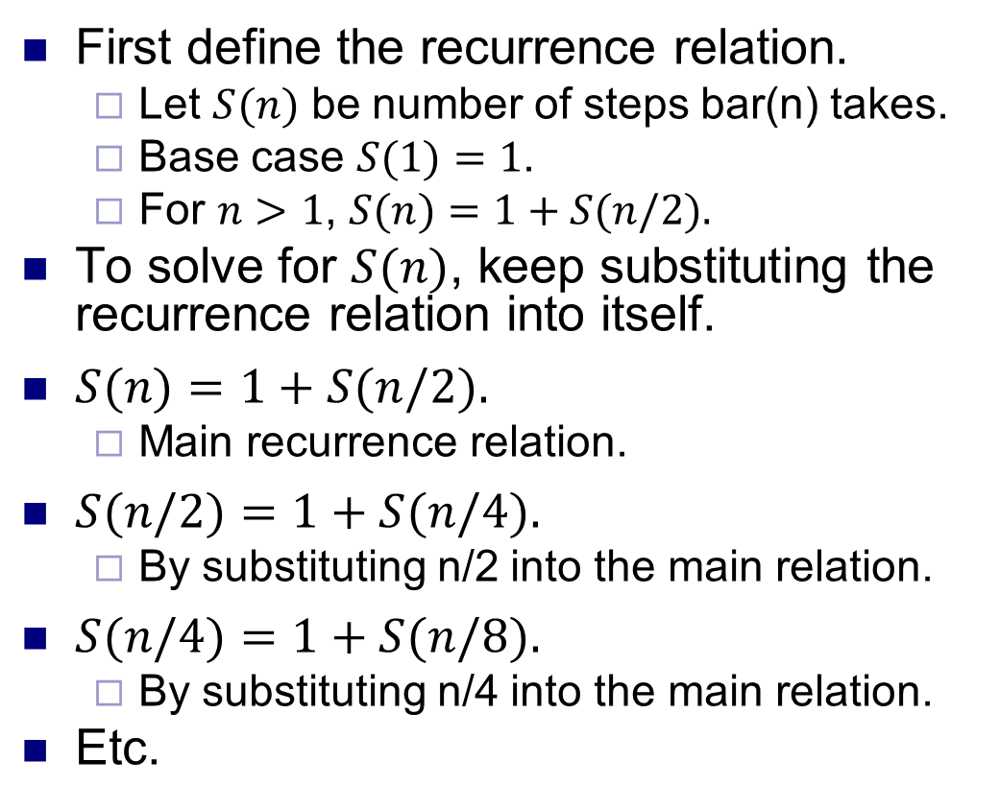 First define the recurrence relation.
Let S(n) be number of steps bar(n) takes.
Base case S(1) = 1.
For n > 1, S(n) = 1 + S(n/2).
To solve for S(n), keep substituting the
recurrence relation into itself.
S(n) = 1 + S(n/2).
Main recurrence relation.
S(n/2) = 1 + S(n/4).
By substituting n/2 into the main relation.
S(n/4) = 1 + S(n/8).
By substituting n/4 into the main relation.
Etc.